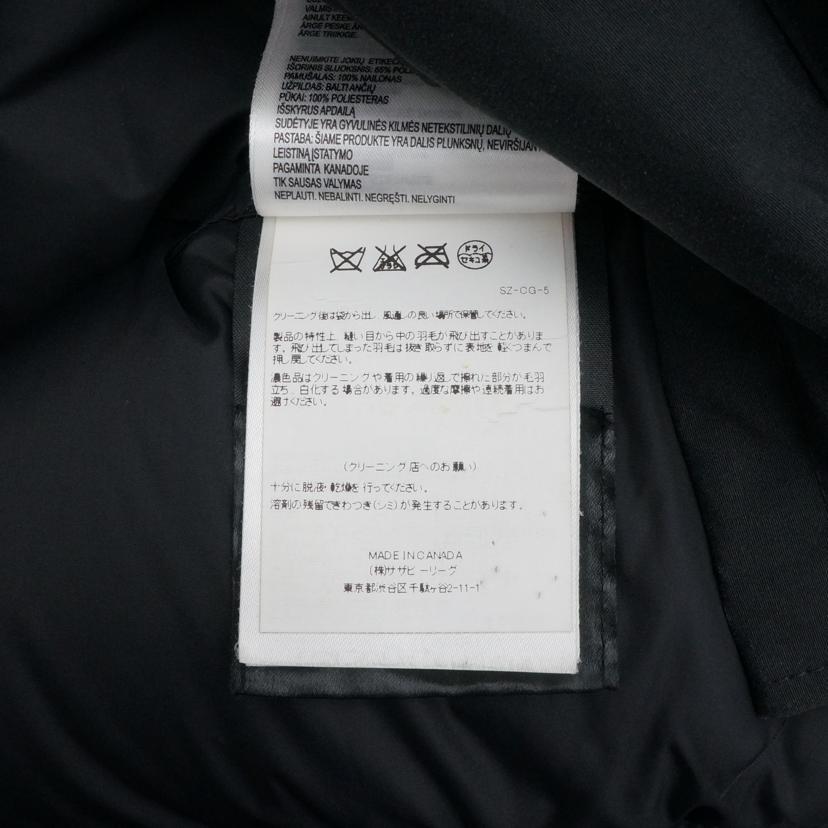 VALMIS
ÄRGE TRIIKIGE.
PAMUŠALAS: 100% NAILONAS
UŽPILDAS: BALTI ANČIŲ
PŪKAI: 100% POLIESTERAS
IŠSKYRUS APDAILĄ
SUDĖTYJE YRA GYVULINĖS KILMĖS NETEKSTILINIŲ DALIŲ
PASTABA: ŠIAME PRODUKTE YRA DALIS PLUNKSNŲ, NEVIRŠIJANTI
LEISTINĄ ĮSTATYMO
PAGAMINTA KANADOJE
TIK SAUSAS VALYMAS
NEPLAUTI. NEBALINTI. NEGRĘŠTI. NELYGINTI
ドライ
セキユ系
SZ-CG-5
クリーニング後は袋から出し 風通しの良い場所で保管してください。
製品の特性上、縫い目から中の羽毛が飛び出すことがありま
す。飛び出してしまった羽毛は抜き取らずに表地を軽くつまんで
押し戻してください。
濃色品はクリーニングや着用の繰り返しで擦れた部分が毛羽
立ち、白化する場合があります。過度な摩擦や連続着用はお
避けください。
(クリーニング店へのお願い)
十分に脱液・乾燥を行ってください。
溶剤の残留できわつき(シミ)が発生することがあります。
MADE IN CANADA
(株)サザビーリーグ
東京都渋谷区千駄ヶ谷2-11-1